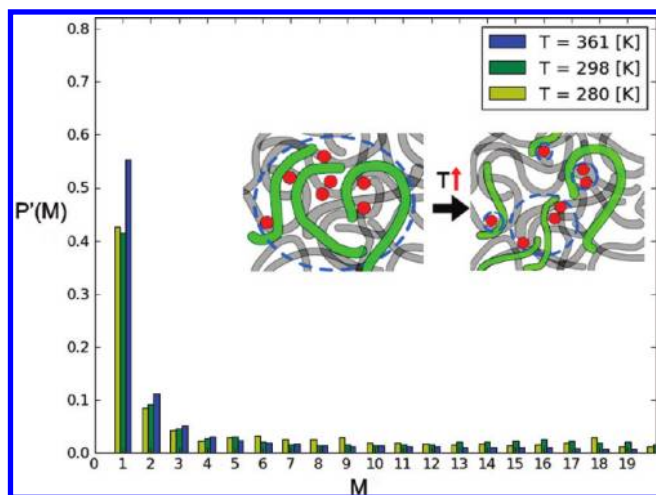 0.8
T = 361 [K]
T = 298 [K]
T = 280 [K]
0.7
0.6
0.5
T↑
P'(M)
0.4
0.3
0.2
0.1
0.0
0 1 2 3 4 5 6 7 8 9 10 11 12 13 14 15 16 17 18 19
M